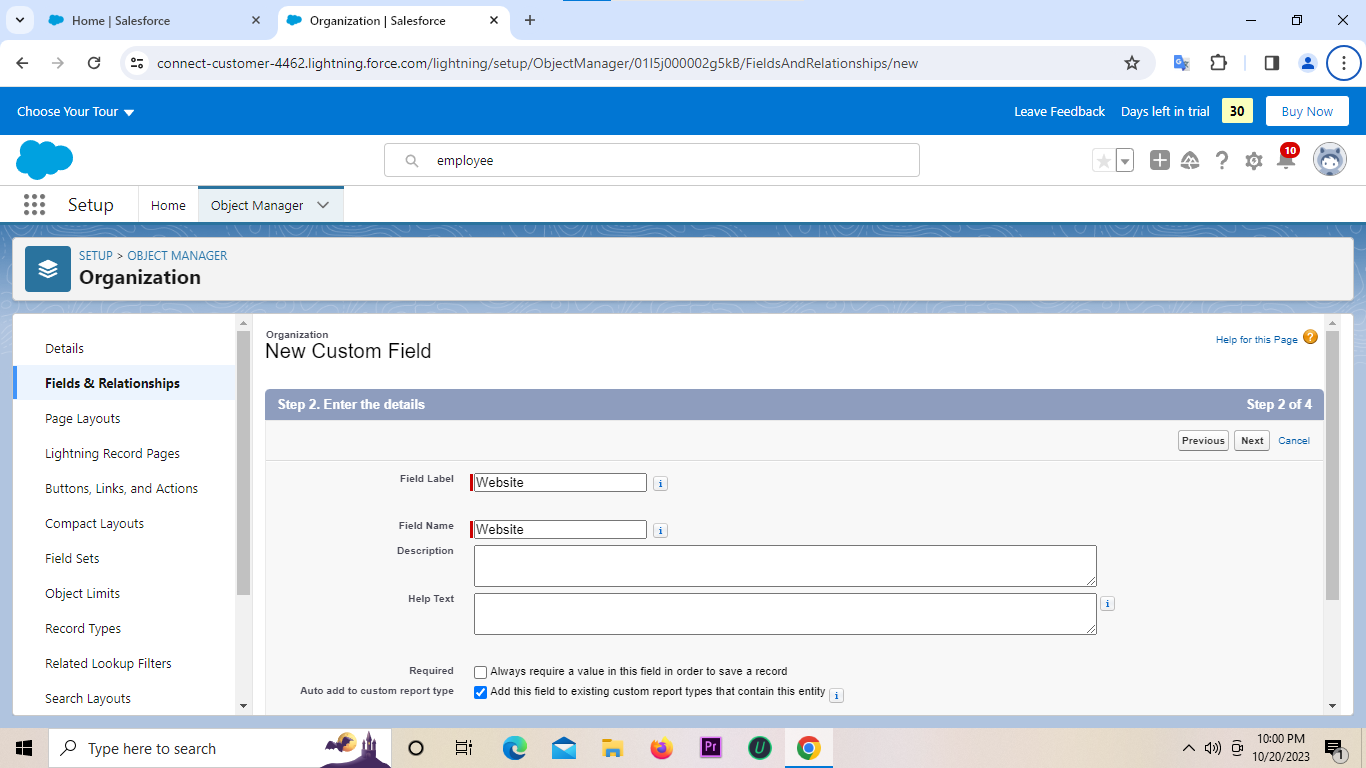 Home | Salesforce
Organization | Salesforce
connect-customer-4462.lightning.force.com/lightning/setup/ObjectManager/01I5j000002g5kB/FieldsAndRelationships/new
Choose Your Tour
Leave Feedback
Days left in trial
30
Buy Now
employee
10
Setup
Home
Object Manager
SETUP > OBJECT MANAGER
Organization
Details
Fields & Relationships
Page Layouts
Lightning Record Pages
Buttons, Links, and Actions
Compact Layouts
Field Sets
Object Limits
Record Types
Related Lookup Filters
Search Layouts
Organization
New Custom Field
Help for this Page ?
Step 2. Enter the details
Step 2 of 4
Previous
Next
Cancel
Field Label
Website
i
Field Name
Website
i
Description
Help Text
i
Required
Always require a value in this field in order to save a record
Auto add to custom report type
Add this field to existing custom report types that contain this entity
i
Type here to search
Pr
U
10:00 PM
10/20/2023
1